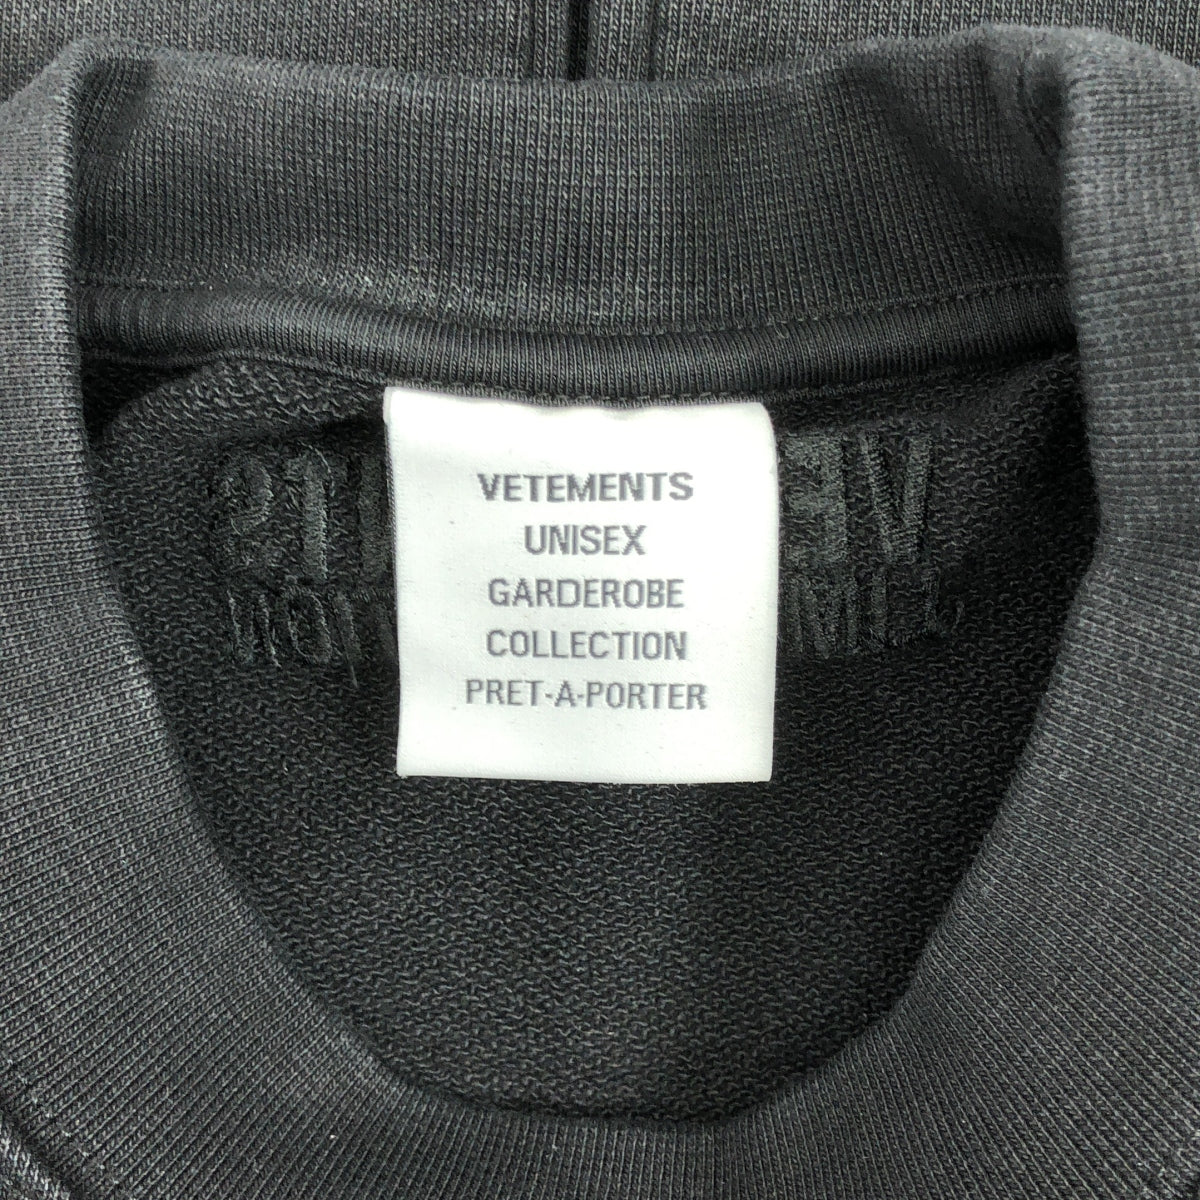 VETEMENTS
UNISEX
GARDEROBE
COLLECTION
PRET-A-PORTER